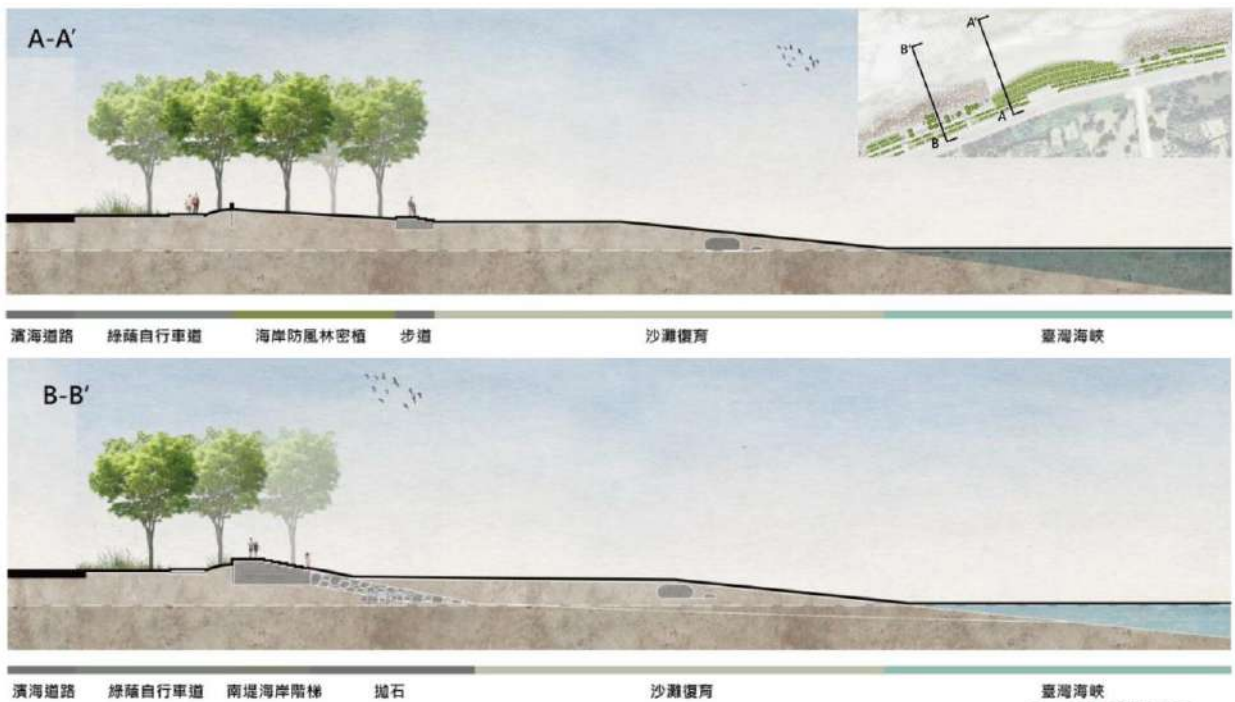 A-A'
A'
B'
A
B
濱海道路 綠蔭自行車道 海岸防風林密植 步道 沙灘復育 臺灣海峽
B-B'
濱海道路 綠蔭自行車道 南堤海岸階梯 拋石 沙灘復育 臺灣海峽